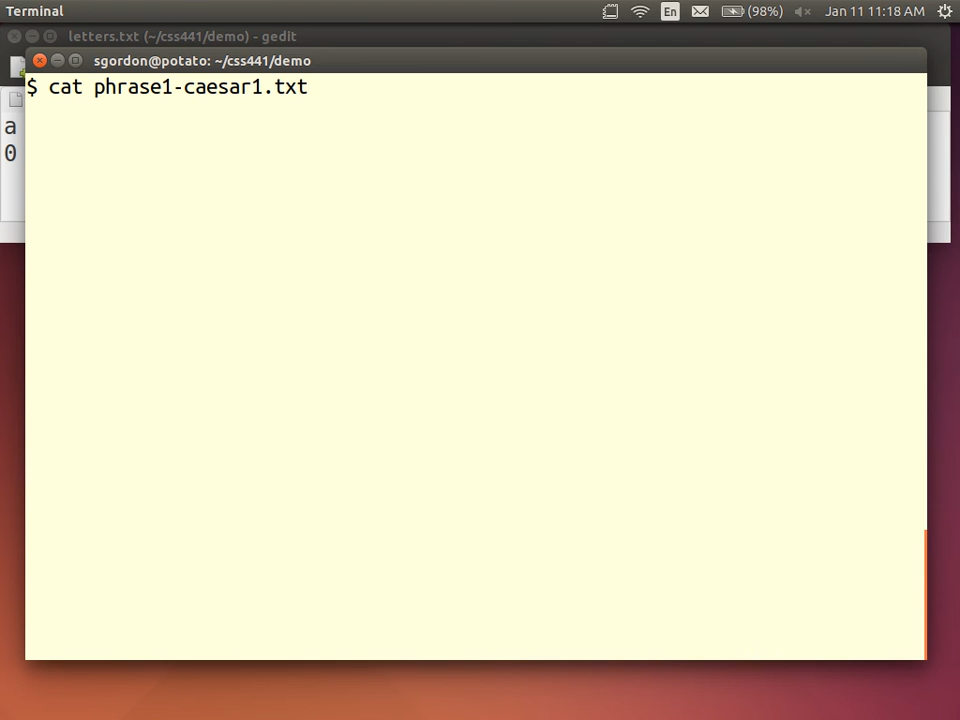 Terminal
En
(98%)
Jan 11 11:18 AM
letters.txt (~/css441/demo) - gedit
sgordon@potato: ~/css441/demo
$ cat phrase1-caesar1.txt
a
0